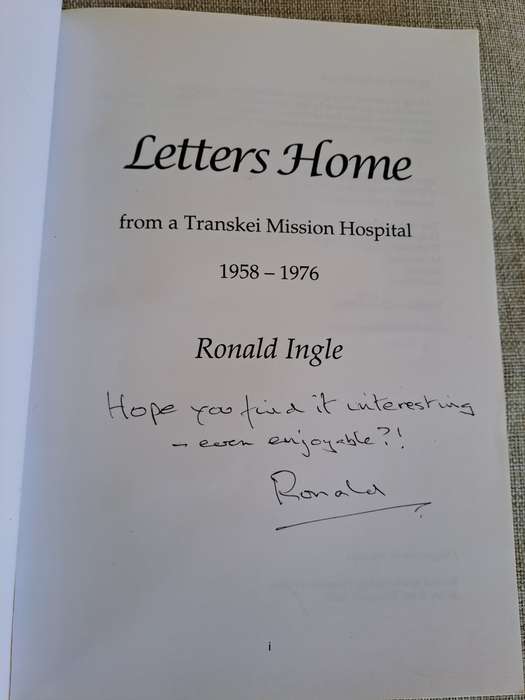 Letters Home
from a Transkei Mission Hospital
1958 – 1976
Ronald Ingle
Hope you find it interesting
– even enjoyable?!
Ronald
i